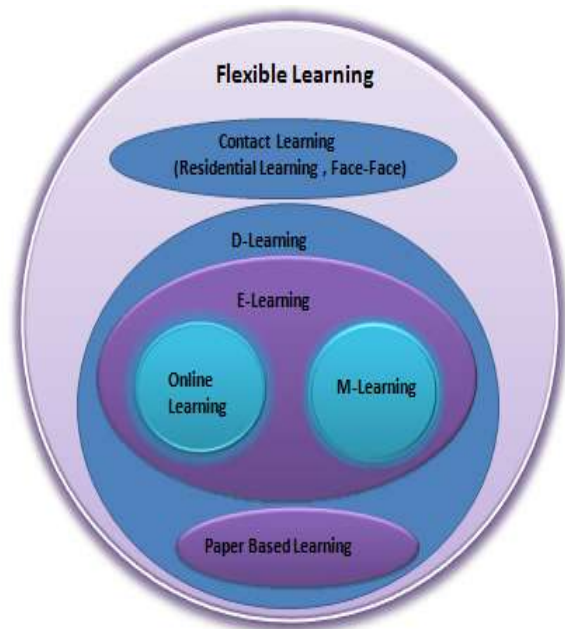 Flexible Learning
Contact Learning
(Residential Learning , Face-Face)
D-Learning
E-Learning
Online
Learning
M-Learning
Paper Based Learning